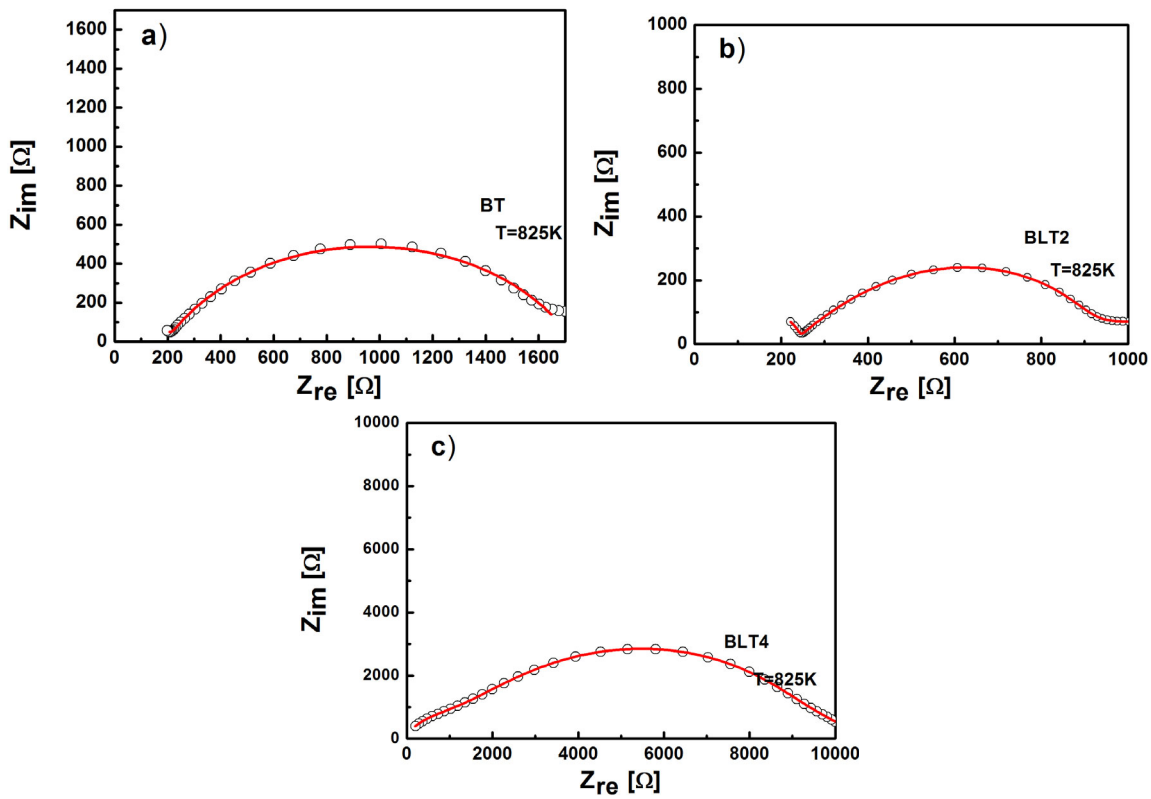 a)
1600
1400
1200
1000
800
600
400
200
0
Zim [Ω]
BT
T=825K
0 200 400 600 800 1000 1200 1400 1600
Zre [Ω]
b)
1000
800
600
400
200
0
Zim [Ω]
BLT2
T=825K
0 200 400 600 800 1000
Zre [Ω]
c)
10000
8000
6000
4000
2000
0
Zim [Ω]
BLT4
T=825K
0 2000 4000 6000 8000 10000
Zre [Ω]